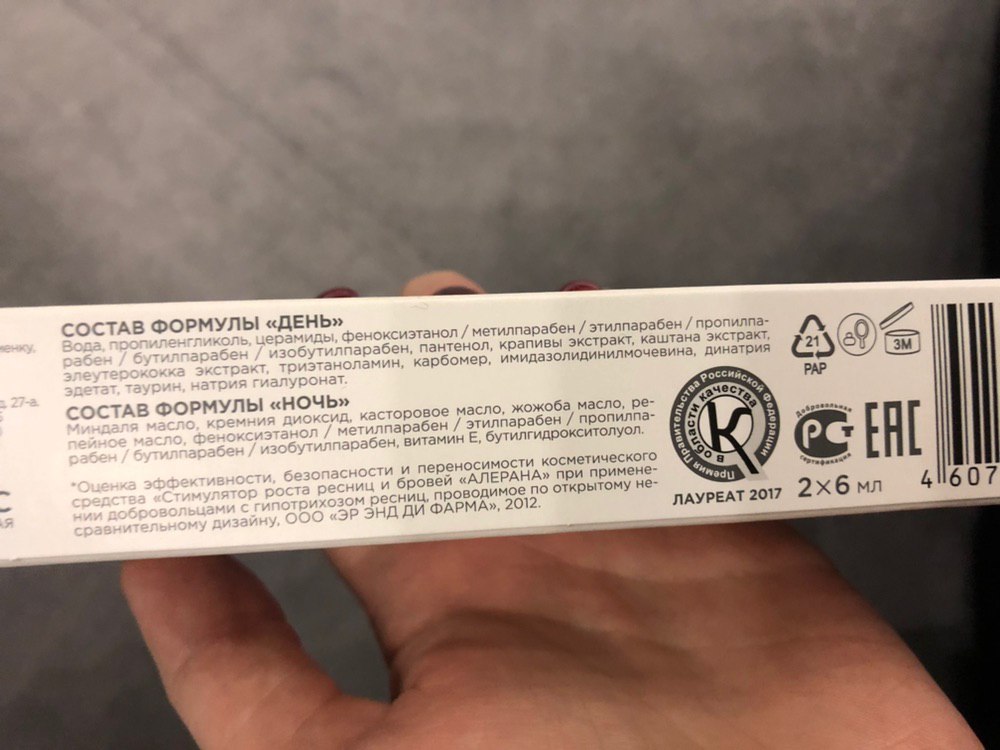 СОСТАВ ФОРМУЛЫ «ДЕНЬ»
Вода, пропиленгликоль, церамиды, феноксиэтанол / метилпарабен / этилпарабен / пропилпа-
рабен / бутилпарабен / изобутилпарабен, пантенол, крапивы экстракт, каштана экстракт,
элеутерококка экстракт, триэтаноламин, карбомер, имидазолидинилмочевина, динатрия
эдетат, таурин, натрия гиалуронат.
СОСТАВ ФОРМУЛЫ «НОЧЬ»
Миндаля масло, кремния диоксид, касторовое масло, жожоба масло, ре-
пейное масло, феноксиэтанол / метилпарабен / этилпарабен / пропилпа-
рабен / бутилпарабен / изобутилпарабен, витамин Е, бутилгидрокситолуол.
*Оценка эффективности, безопасности и переносимости косметического
средства «Стимулятор роста ресниц и бровей «АЛЕРАНА» при примене-
нии добровольцами с гипотрихозом ресниц, проводимое по открытому не-
сравнительному дизайну, ООО «ЭР ЭНД ДИ ФАРМА», 2012.
д. 27-а.
Премия Правительства Российской Федерации
в области качества
К
ЛАУРЕАТ 2017
21
PAP
3М
Добровольная
РСТ
сертификация
ЕАС
2×6 мл
4 607